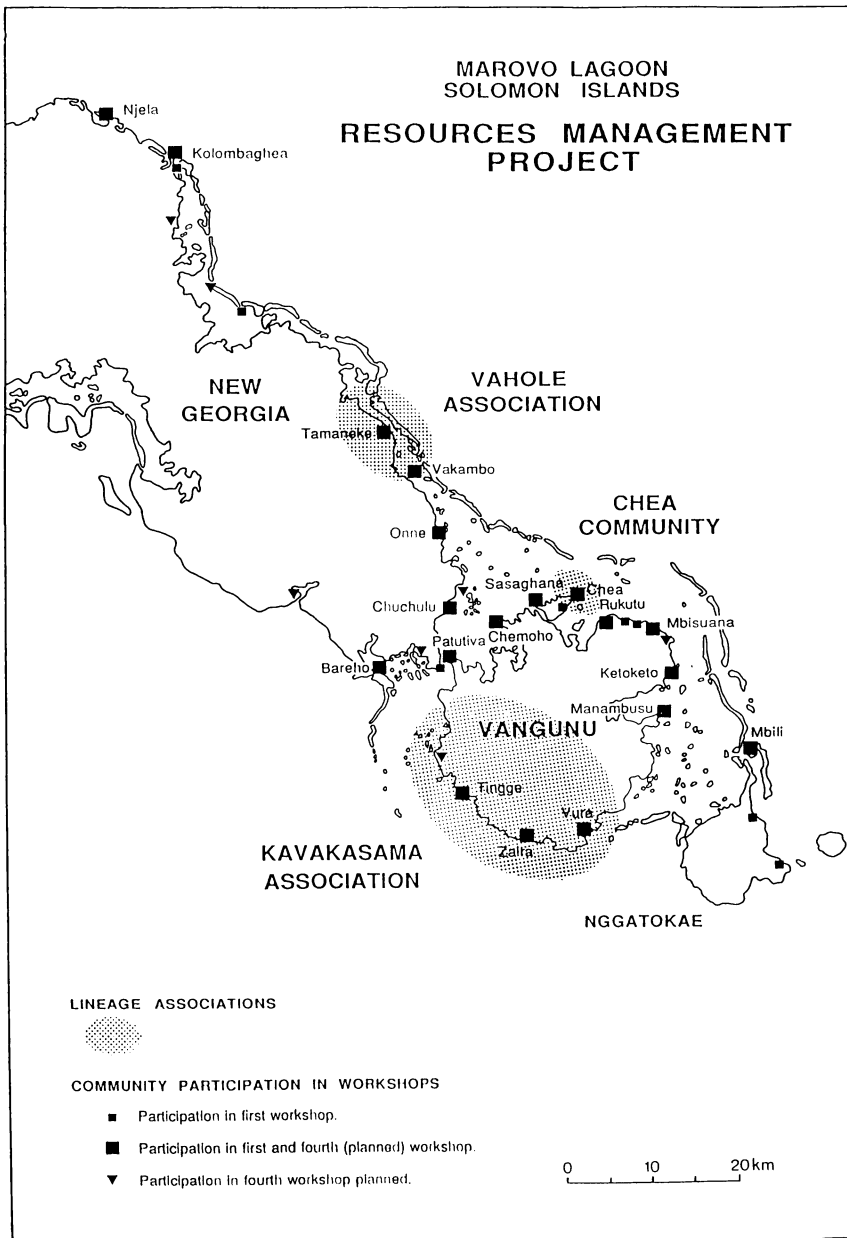 MAROVO LAGOON
SOLOMON ISLANDS
RESOURCES MANAGEMENT
PROJECT
Njela
Kolombaghea
NEW
GEORGIA
VAHOLE
ASSOCIATION
Tamaneke
Vakambo
CHEA
COMMUNITY
Onne
Sasaghana
Chea
Chuchulu
Rukutu
Chemoho
Mbisuana
Patutiva
Bareho
Ketoketo
Manambusu
VANGUNU
Mbili
Tingge
Vura
Zaira
KAVAKASAMA
ASSOCIATION
NGGATOKAE
LINEAGE ASSOCIATIONS
COMMUNITY PARTICIPATION IN WORKSHOPS
Participation in first workshop.
Participation in first and fourth (planned) workshop.
Participation in fourth workshop planned.
0 10 20 km